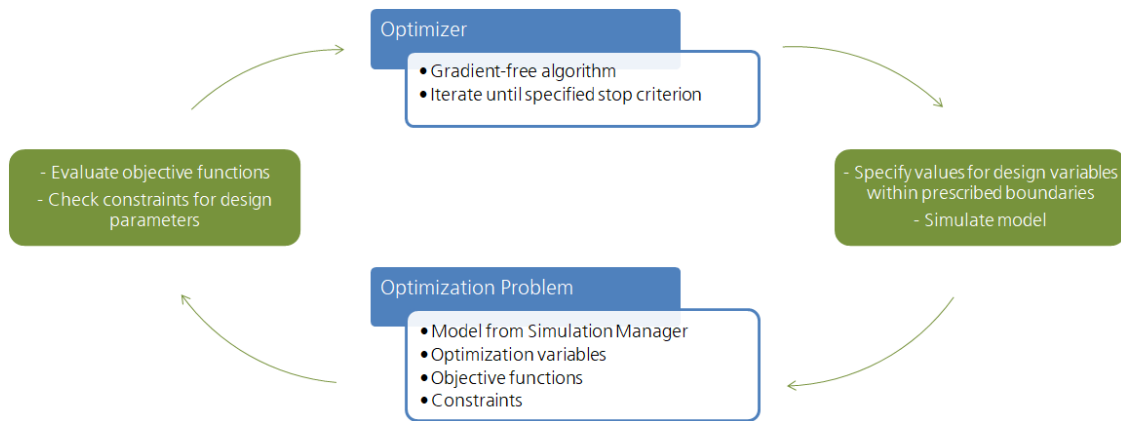 Optimizer
• Gradient-free algorithm
• Iterate until specified stop criterion
- Evaluate objective functions
- Check constraints for design
parameters
- Specify values for design variables
within prescribed boundaries
- Simulate model
Optimization Problem
• Model from Simulation Manager
• Optimization variables
• Objective functions
• Constraints